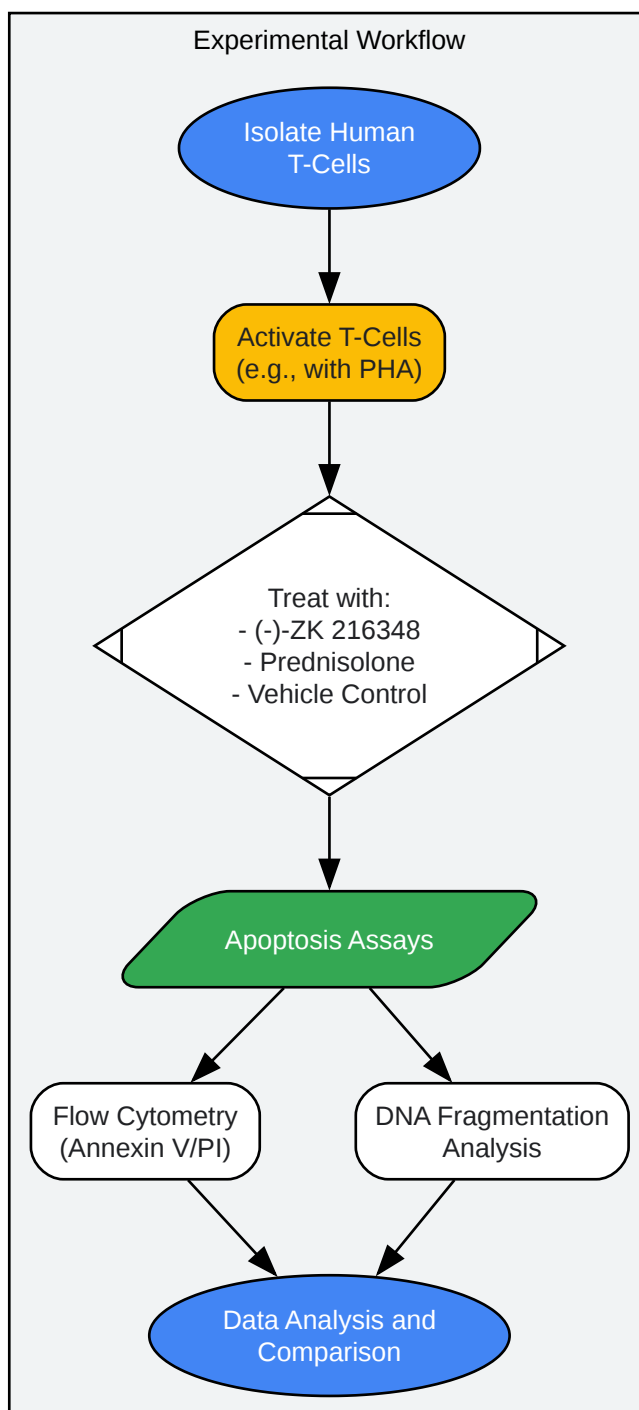 Experimental Workflow
Isolate Human
T-Cells
Activate T-Cells
(e.g., with PHA)
Treat with:
- (-)-ZK 216348
- Prednisolone
- Vehicle Control
Apoptosis Assays
Flow Cytometry
(Annexin V/PI)
DNA Fragmentation
Analysis
Data Analysis and
Comparison